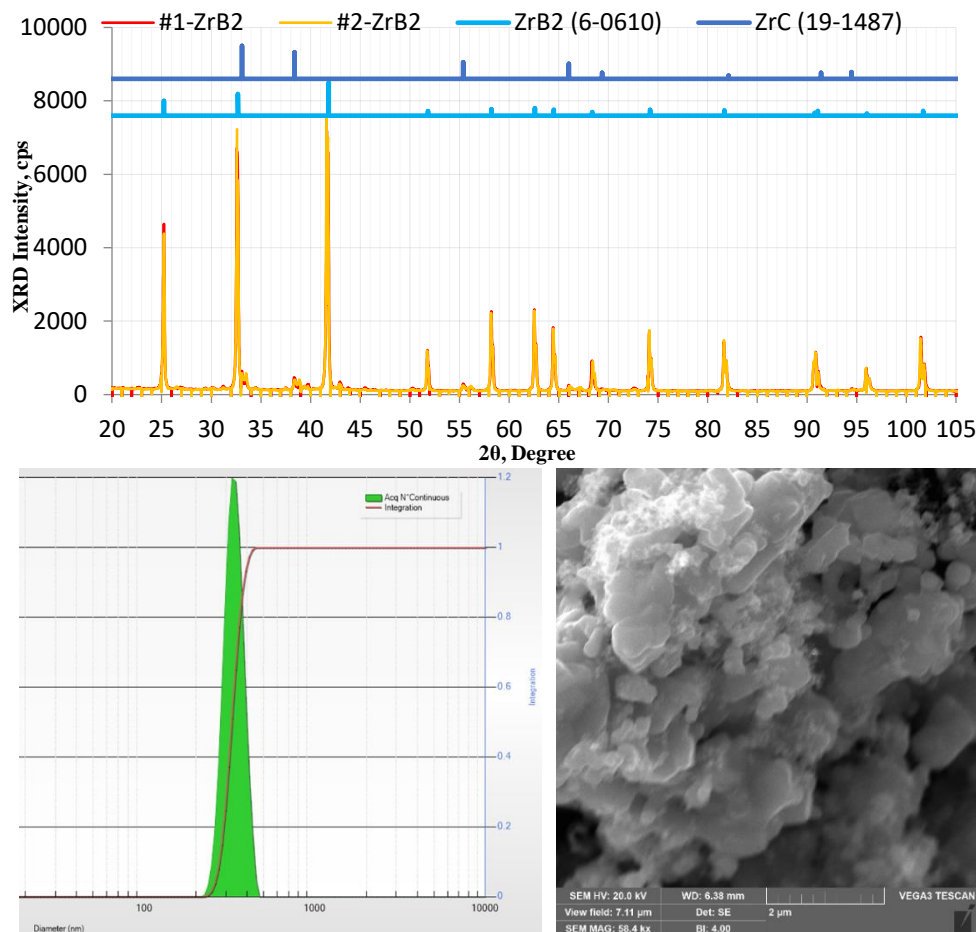 #1-ZrB2 #2-ZrB2 ZrB2 (6-0610) ZrC (19-1487)
10000
8000
6000
4000
2000
0
XRD Intensity, cps
20 25 30 35 40 45 50 55 60 65 70 75 80 85 90 95 100 105
2θ, Degree
Acq N°Continuous
Integration
1.2
1
0.8
0.6
0.4
0.2
0
Integration
100 1000 10000
Diameter (nm)
SEM HV: 20.0 kV WD: 6.38 mm VEGA3 TESCAN
View field: 7.11 µm Det: SE 2 µm
SEM MAG: 58.4 kx BI: 4.00